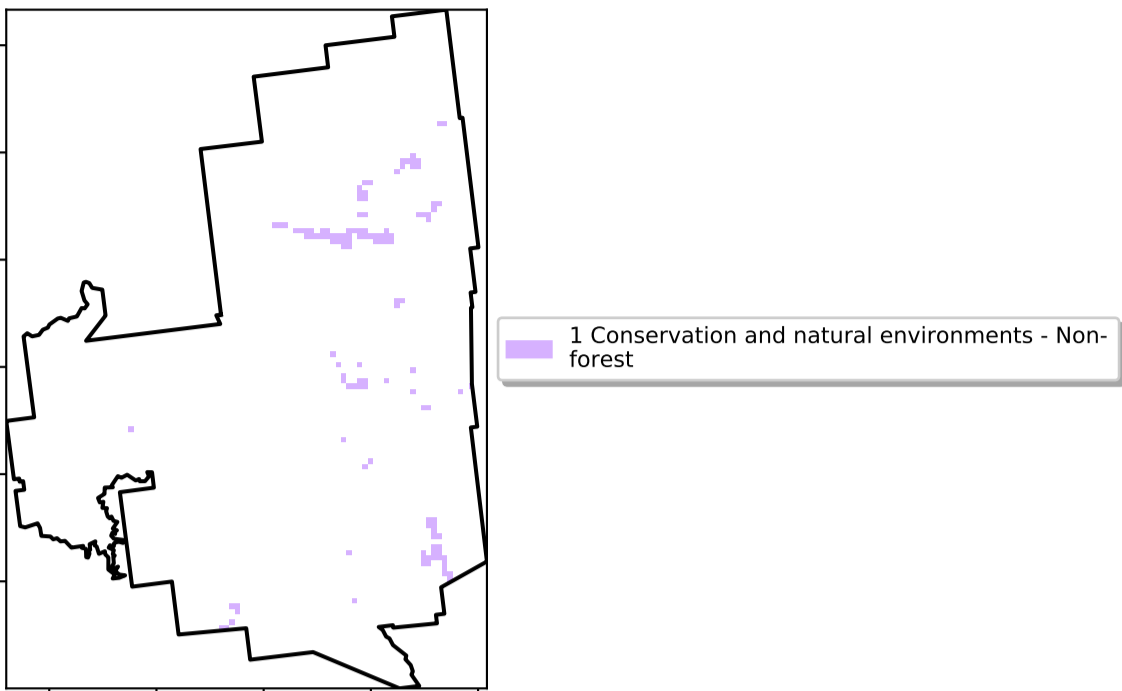 1 Conservation and natural environments - Non-
forest